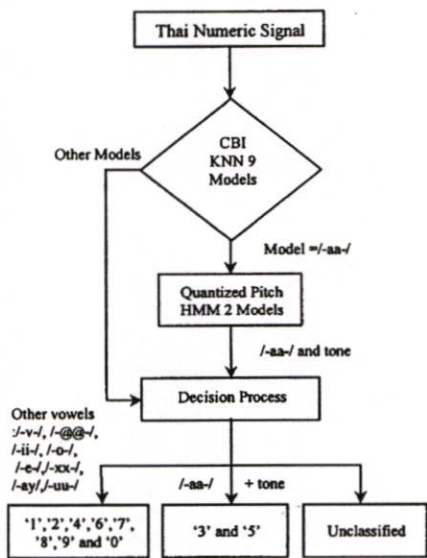 Thai Numeric Signal
CBI
KNN 9
Models
Other Models
Model =/-aa-/
Quantized Pitch
HMM 2 Models
/-aa-/ and tone
Decision Process
Other vowels
:/-v-/, /-@@-/,
/-ii-/, /-o-/,
/-e-/,/-xx-/,
/-ay/,/-uu-/
/-aa-/ + tone
‘1’,‘2’,‘4’,‘6’,‘7’,
‘8’,‘9’ and ‘0’
‘3’ and ‘5’
Unclassified